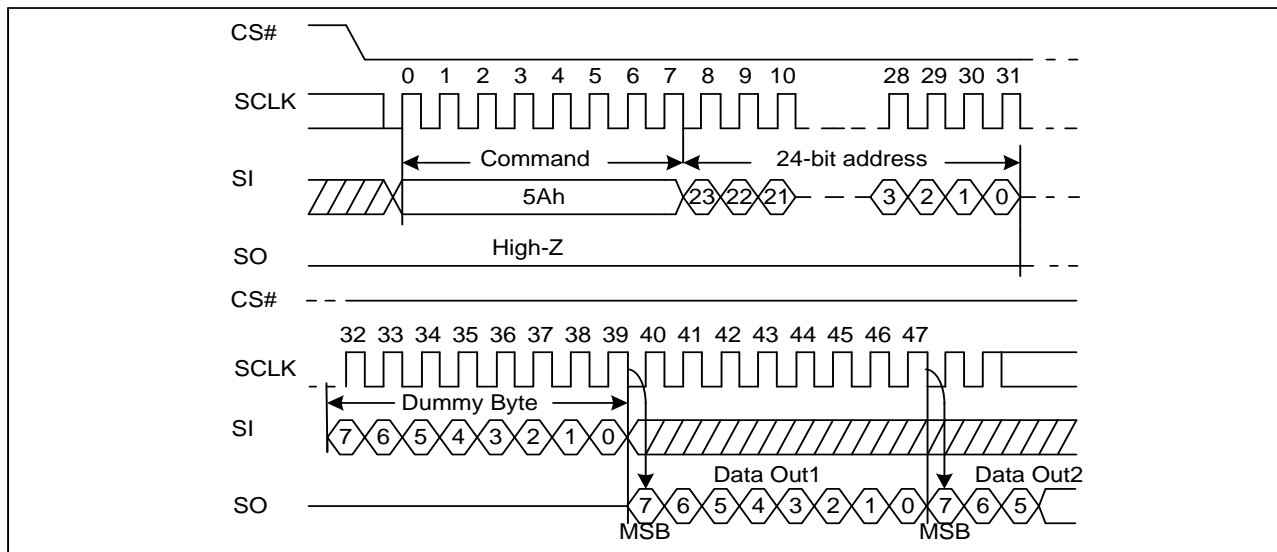 CS#
0 1 2 3 4 5 6 7 8 9 10 28 29 30 31
SCLK
Command 24-bit address
SI
5Ah 23 22 21 3 2 1 0
High-Z
SO
CS#
32 33 34 35 36 37 38 39 40 41 42 43 44 45 46 47
SCLK
Dummy Byte
SI
7 6 5 4 3 2 1 0
Data Out1 Data Out2
SO
7 6 5 4 3 2 1 0 7 6 5
MSB MSB